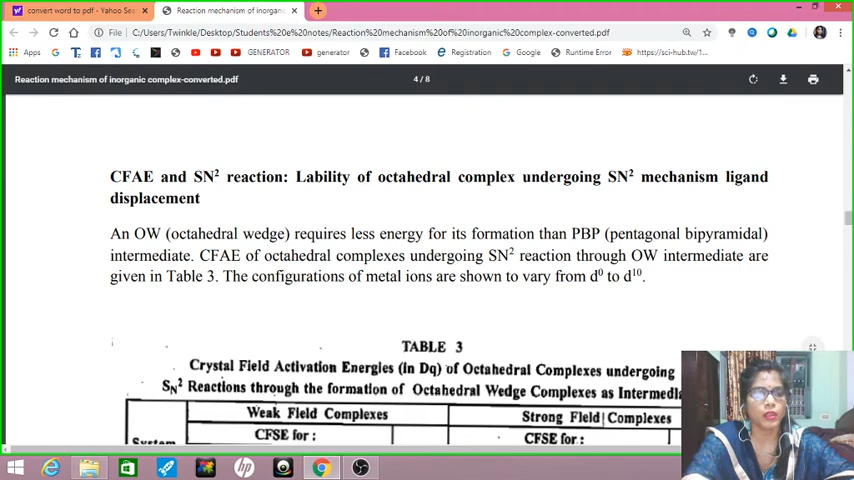 convert word to pdf - Yahoo Sea
Reaction mechanism of inorganic
File
C:/Users/Twinkle/Desktop/Students%20e%20notes/Reaction%20mechanism%20of%20inorganic%20complex-converted.pdf
Apps
GENERATOR
generator
Facebook
Registration
Google
Runtime Error
https://sci-hub.tw/1
Reaction mechanism of inorganic complex-converted.pdf
4 / 8
CFAE and SN² reaction: Lability of octahedral complex undergoing SN² mechanism ligand
displacement
An OW (octahedral wedge) requires less energy for its formation than PBP (pentagonal bipyramidal)
intermediate. CFAE of octahedral complexes undergoing SN² reaction through OW intermediate are
given in Table 3. The configurations of metal ions are shown to vary from d⁰ to d¹⁰.
TABLE 3
Crystal Field Activation Energies (In Dq) of Octahedral Complexes undergoing
SN² Reactions through the formation of Octahedral Wedge Complexes as Intermedi
Weak Field Complexes
Strong Field Complexes
System
CFSE for :
CFSE for :